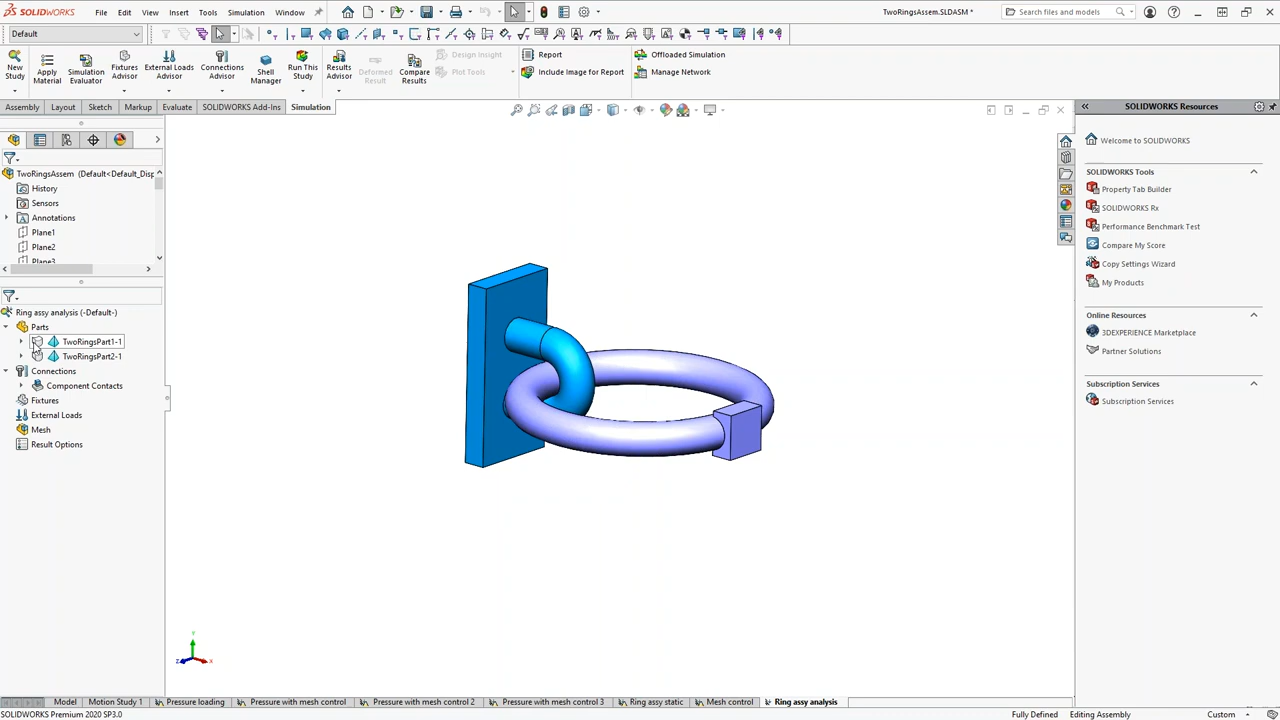 SOLIDWORKS File Edit View Insert Tools Simulation Window TwoRingsAssem.SLDASM * Search files and models
Default
New Study
Apply Material
Simulation Evaluator
Fixtures Advisor
External Loads Advisor
Connections Advisor
Shell Manager
Run This Study
Results Advisor
Deformed Result
Compare Results
Design Insight
Plot Tools
Report
Include Image for Report
Offloaded Simulation
Manage Network
Assembly Layout Sketch Markup Evaluate SOLIDWORKS Add-Ins Simulation
TwoRingsAssem (Default<Default_Disp
History
Sensors
Annotations
Plane1
Plane2
Plane3
Ring assy analysis (-Default-)
Parts
TwoRingsPart1-1
TwoRingsPart2-1
Connections
Component Contacts
Fixtures
External Loads
Mesh
Result Options
Y
Z X
SOLIDWORKS Resources
Welcome to SOLIDWORKS
SOLIDWORKS Tools
Property Tab Builder
SOLIDWORKS Rx
Performance Benchmark Test
Compare My Score
Copy Settings Wizard
My Products
Online Resources
3DEXPERIENCE Marketplace
Partner Solutions
Subscription Services
Subscription Services
Model Motion Study 1 Pressure loading Pressure with mesh control Pressure with mesh control 2 Pressure with mesh control 3 Ring assy static Mesh control Ring assy analysis
SOLIDWORKS Premium 2020 SP3.0 Fully Defined Editing Assembly Custom